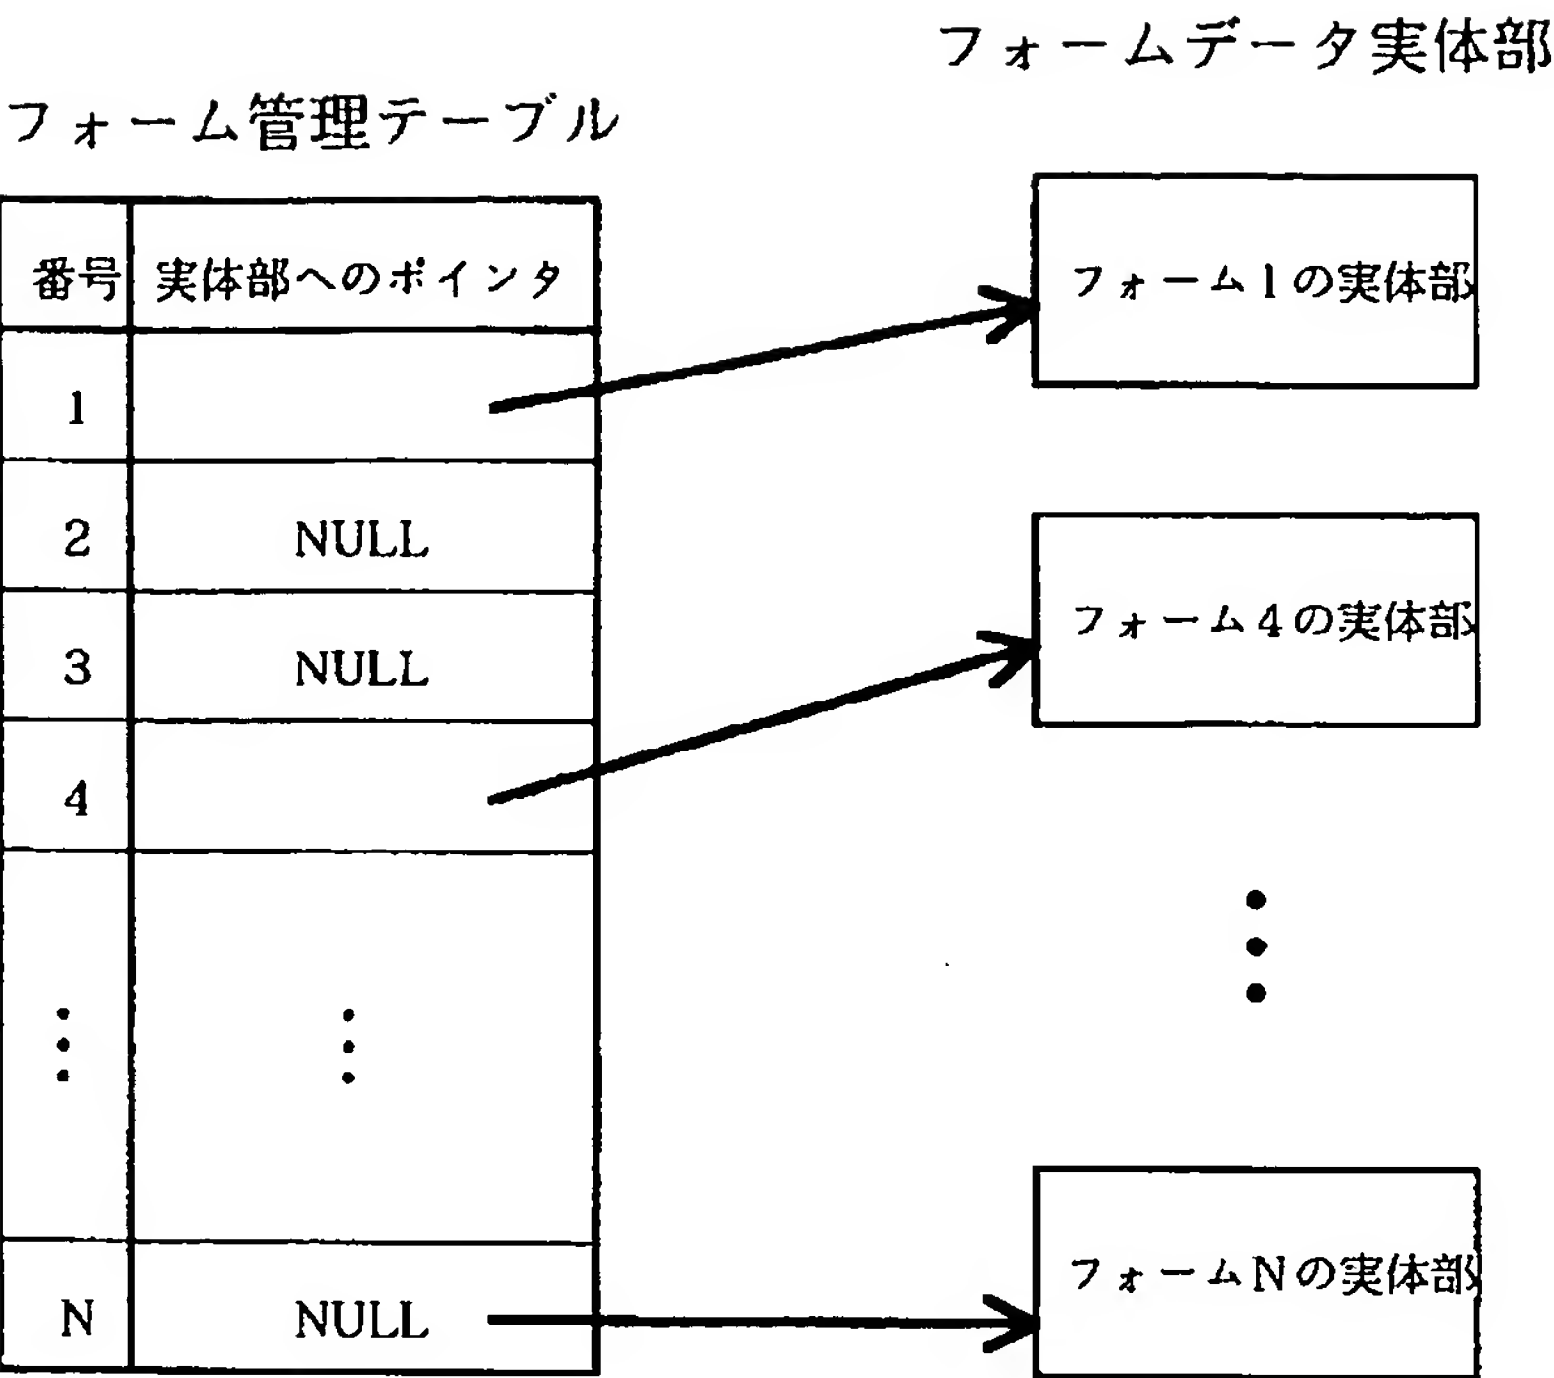 フォームデータ実体部
フォーム管理テーブル
番号 実体部へのポインタ
1
2 NULL
3 NULL
4
N NULL
フォーム1の実体部
フォーム4の実体部
フォームNの実体部